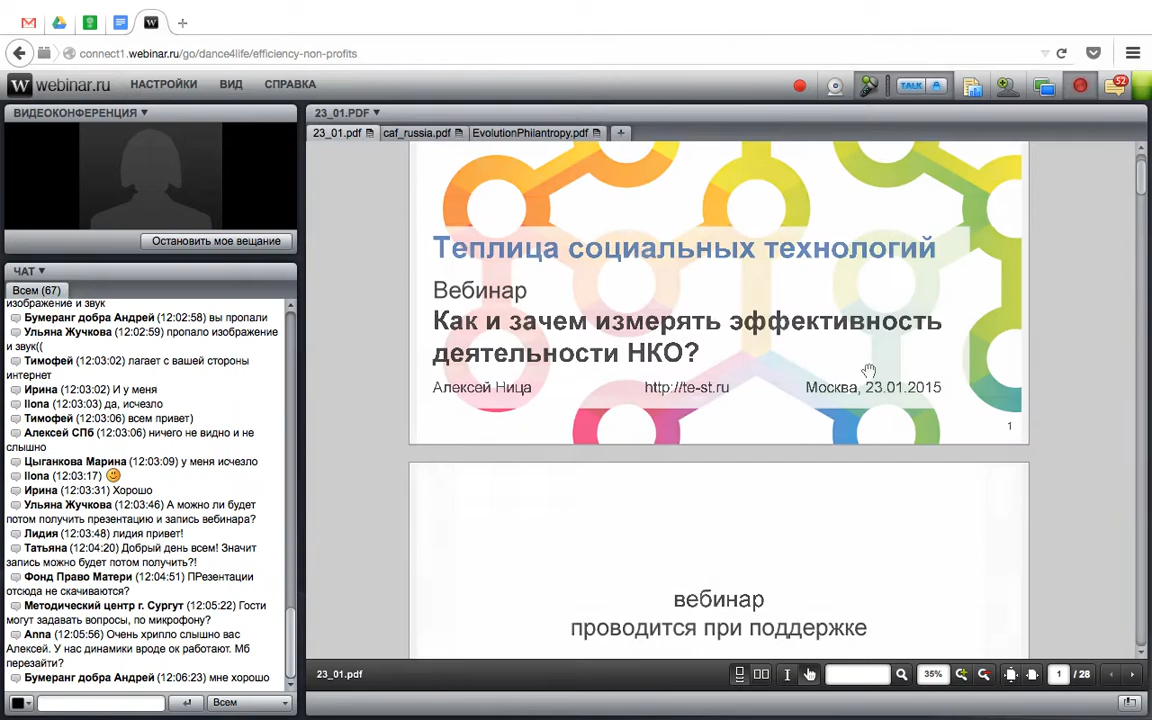 connect1.webinar.ru/go/dance4life/efficiency-non-profits
W webinar.ru НАСТРОЙКИ ВИД СПРАВКА TALK 52
ВИДЕОКОНФЕРЕНЦИЯ
Остановить мое вещание
ЧАТ
Всем (67)
изображение и звук
Бумеранг добра Андрей (12:02:58) вы пропали
Ульяна Жучкова (12:02:59) пропало изображение
и звук((
Тимофей (12:03:02) лагает с вашей стороны
интернет
Ирина (12:03:02) И у меня
Ilona (12:03:03) да, исчезло
Тимофей (12:03:06) всем привет)
Алексей СПб (12:03:06) ничего не видно и не
слышно
Цыганкова Марина (12:03:09) у меня исчезло
Ilona (12:03:17)
Ирина (12:03:31) Хорошо
Ульяна Жучкова (12:03:46) А можно ли будет
потом получить презентацию и запись вебинара?
Лидия (12:03:48) лидия привет!
Татьяна (12:04:20) Добрый день всем! Значит
запись можно будет потом получить?!
Фонд Право Матери (12:04:51) ПРезентации
отсюда не скачиваются?
Методический центр г. Сургут (12:05:22) Гости
могут задавать вопросы, по микрофону?
Anna (12:05:56) Очень хрипло слышно вас
Алексей. У нас динамики вроде ок работают. Мб
перезайти?
Бумеранг добра Андрей (12:06:23) мне хорошо
Всем
23_01.PDF
23_01.pdf caf_russia.pdf EvolutionPhilantropy.pdf
Теплица социальных технологий
Вебинар
Как и зачем измерять эффективность
деятельности НКО?
Алексей Ница http://te-st.ru Москва, 23.01.2015
1
вебинар
проводится при поддержке
23_01.pdf 35% 1 / 28